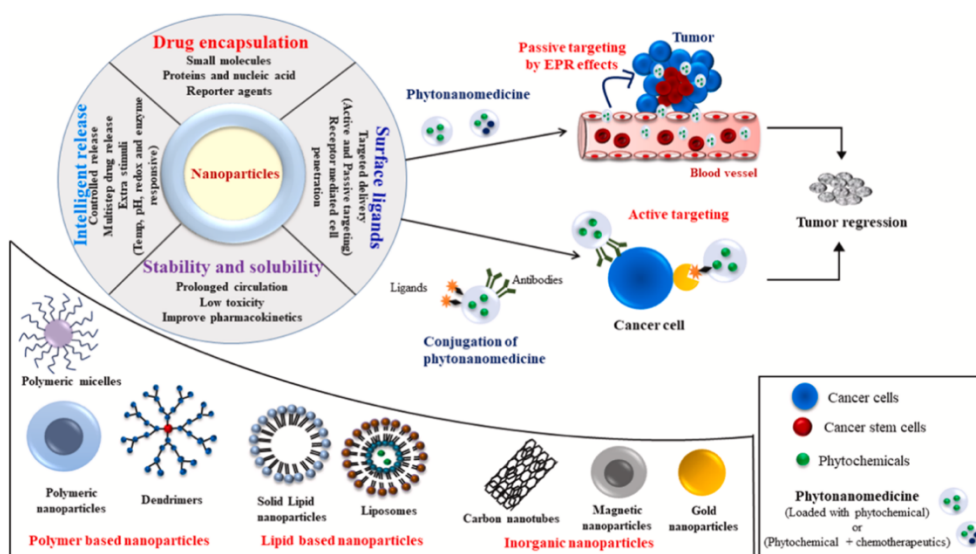 Drug encapsulation
Small molecules
Proteins and nucleic acid
Reporter agents
Intelligent release
Controlled release
Multistep drug release
Extra stimuli
(Temp, pH, redox and enzyme
responsive)
Nanoparticles
Surface ligands
Targeted delivery
(Active and Passive targeting)
Receptor mediated cell
penetration
Stability and solubility
Prolonged circulation
Low toxicity
Improve pharmacokinetics
Phytonanomedicine
Passive targeting
by EPR effects
Tumor
Blood vessel
Tumor regression
Active targeting
Cancer cell
Ligands
Antibodies
Conjugation of
phytonanomedicine
Polymeric micelles
Polymeric
nanoparticles
Dendrimers
Polymer based nanoparticles
Solid Lipid
nanoparticles
Liposomes
Lipid based nanoparticles
Carbon nanotubes
Magnetic
nanoparticles
Gold
nanoparticles
Inorganic nanoparticles
Cancer cells
Cancer stem cells
Phytochemicals
Phytonanomedicine
(Loaded with phytochemical)
or
(Phytochemical + chemotherapeutics)